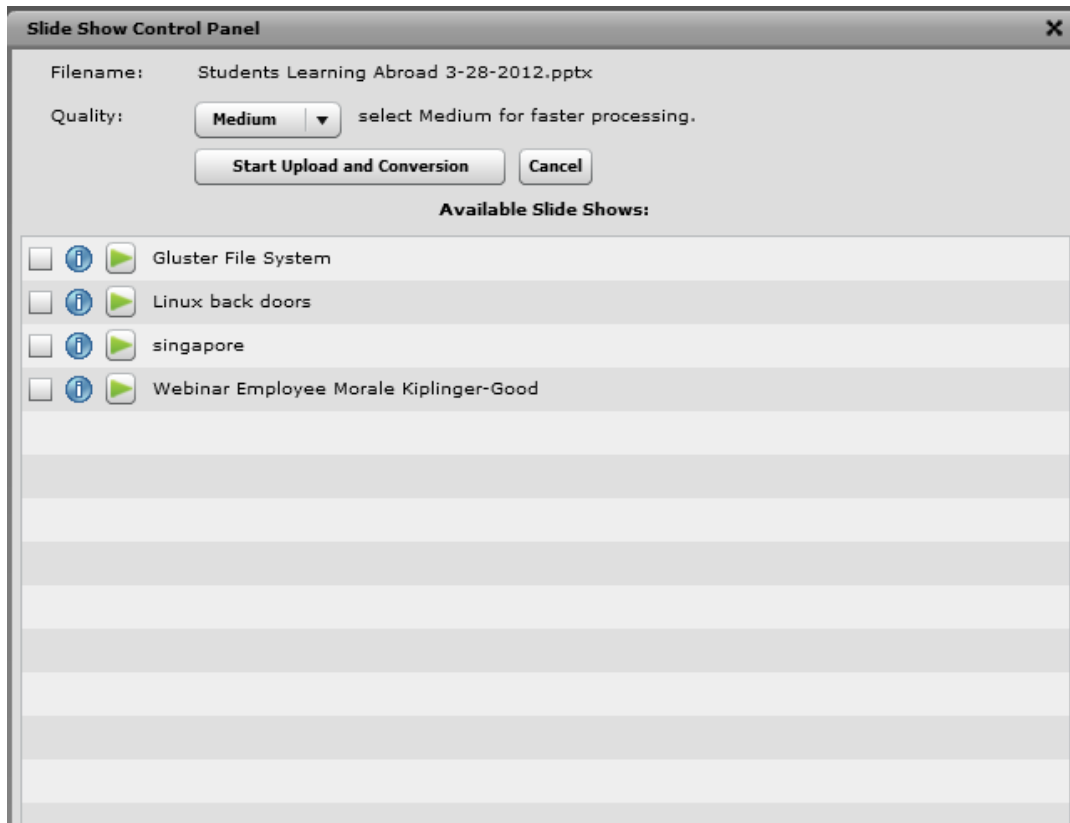 Slide Show Control Panel
Filename: Students Learning Abroad 3-28-2012.pptx
Quality: Medium select Medium for faster processing.
Start Upload and Conversion Cancel
Available Slide Shows:
Gluster File System
Linux back doors
singapore
Webinar Employee Morale Kiplinger-Good